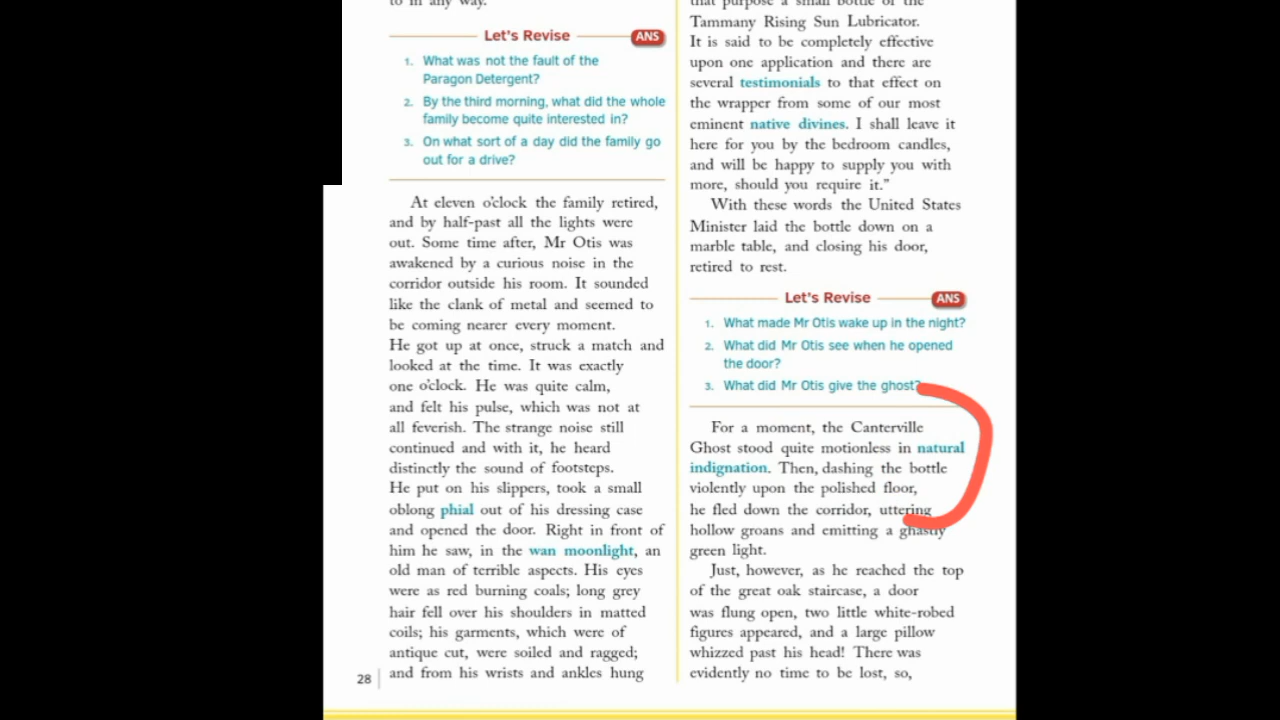 to in any way.
Let's Revise
ANS
1. What was not the fault of the
Paragon Detergent?
2. By the third morning, what did the whole
family become quite interested in?
3. On what sort of a day did the family go
out for a drive?
At eleven o'clock the family retired,
and by half-past all the lights were
out. Some time after, Mr Otis was
awakened by a curious noise in the
corridor outside his room. It sounded
like the clank of metal and seemed to
be coming nearer every moment.
He got up at once, struck a match and
looked at the time. It was exactly
one o'clock. He was quite calm,
and felt his pulse, which was not at
all feverish. The strange noise still
continued and with it, he heard
distinctly the sound of footsteps.
He put on his slippers, took a small
oblong phial out of his dressing case
and opened the door. Right in front of
him he saw, in the wan moonlight, an
old man of terrible aspects. His eyes
were as red burning coals; long grey
hair fell over his shoulders in matted
coils; his garments, which were of
antique cut, were soiled and ragged;
and from his wrists and ankles hung
28
that purpose a small bottle of the
Tammany Rising Sun Lubricator.
It is said to be completely effective
upon one application and there are
several testimonials to that effect on
the wrapper from some of our most
eminent native divines. I shall leave it
here for you by the bedroom candles,
and will be happy to supply you with
more, should you require it.”
With these words the United States
Minister laid the bottle down on a
marble table, and closing his door,
retired to rest.
Let's Revise
ANS
1. What made Mr Otis wake up in the night?
2. What did Mr Otis see when he opened
the door?
3. What did Mr Otis give the ghost?
For a moment, the Canterville
Ghost stood quite motionless in natural
indignation. Then, dashing the bottle
violently upon the polished floor,
he fled down the corridor, uttering
hollow groans and emitting a ghastly
green light.
Just, however, as he reached the top
of the great oak staircase, a door
was flung open, two little white-robed
figures appeared, and a large pillow
whizzed past his head! There was
evidently no time to be lost, so,